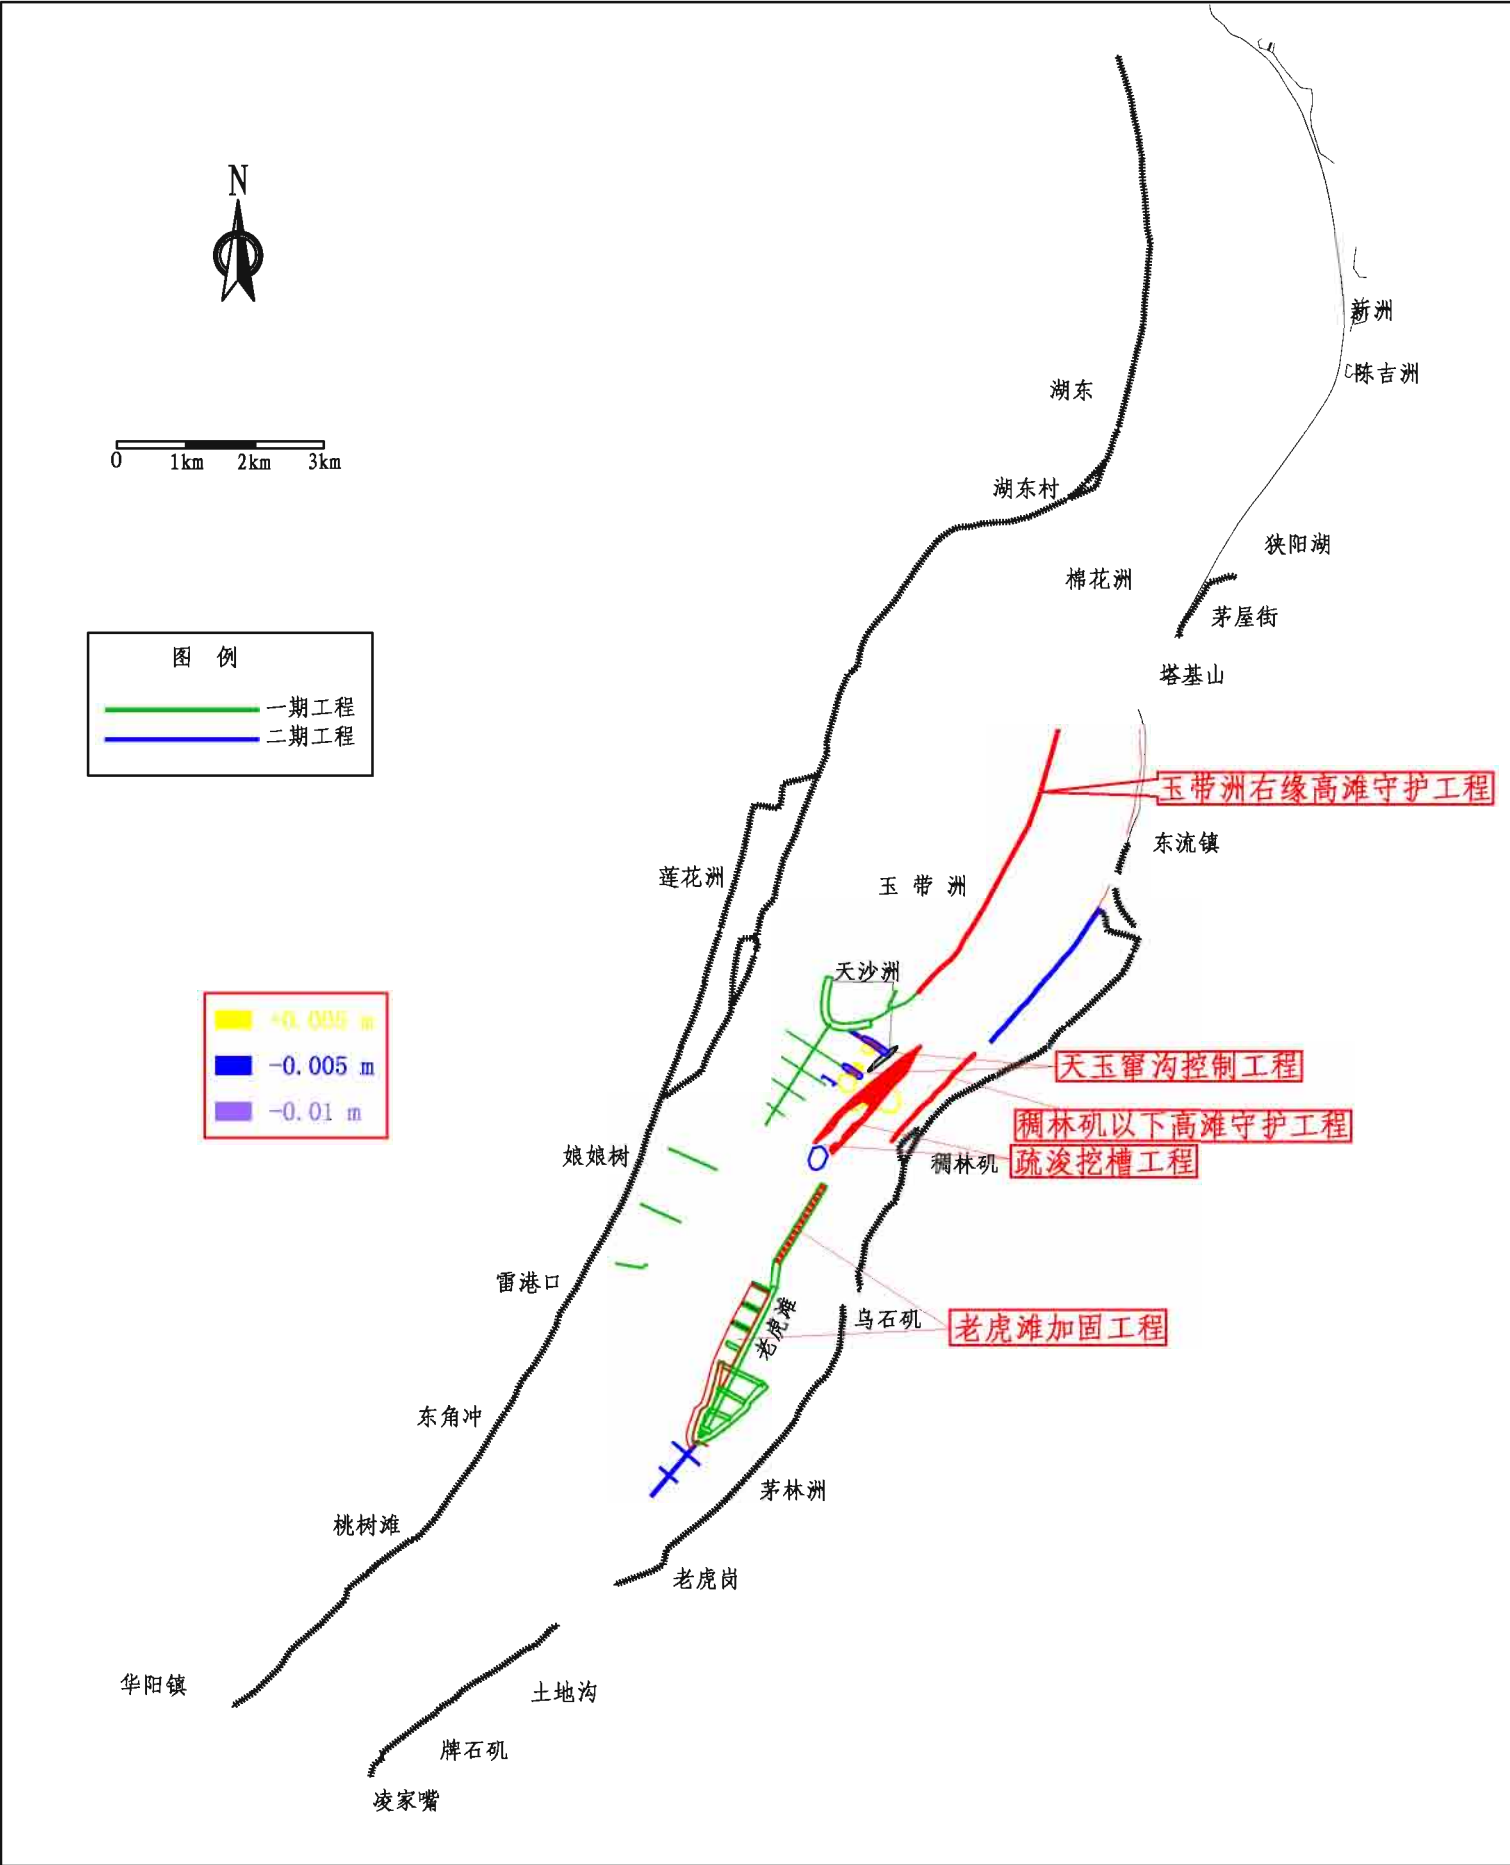 N
新洲
陈吉洲
湖东
0 1km 2km 3km
湖东村
狭阳湖
棉花洲
茅屋街
图 例
塔基山
一期工程
二期工程
玉带洲右缘高滩守护工程
东流镇
莲花洲
玉 带 洲
天沙洲
+0.005 m
-0.005 m
天玉窜沟控制工程
-0.01 m
稠林矶以下高滩守护工程
娘娘树
稠林矶
疏浚挖槽工程
雷港口
老虎滩
乌石矶
老虎滩加固工程
东角冲
茅林洲
桃树滩
老虎岗
华阳镇
土地沟
牌石矶
凌家嘴